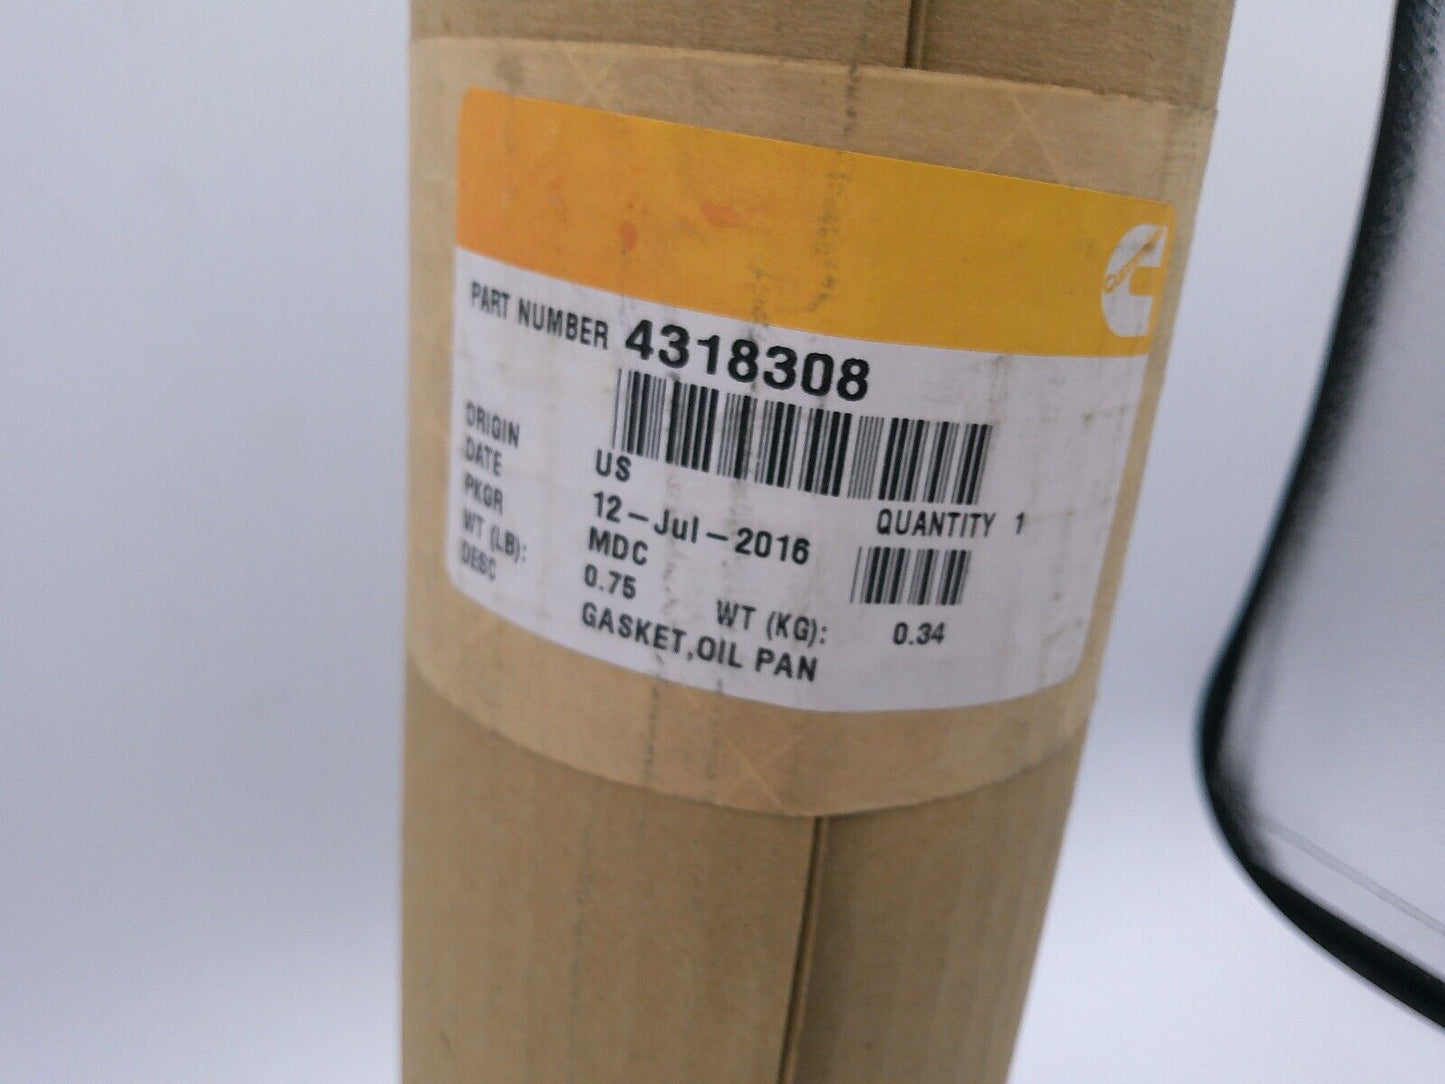 Cummins
PART NUMBER 4318308
ORIGIN US
DATE 12-Jul-2016 QUANTITY 1
PKGR MDC
WT (LB): 0.75 WT (KG): 0.34
DESC GASKET,OIL PAN